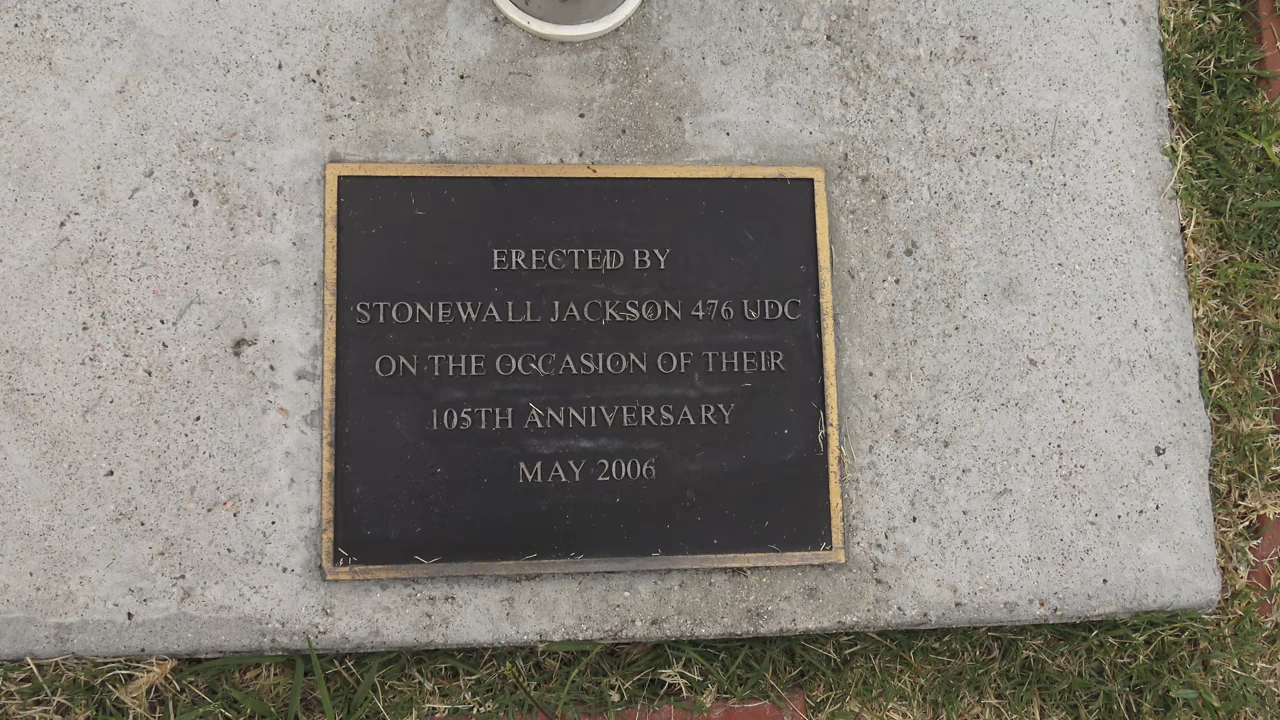 ERECTED BY
STONEWALL JACKSON 476 UDC
ON THE OCCASION OF THEIR
105TH ANNIVERSARY
MAY 2006